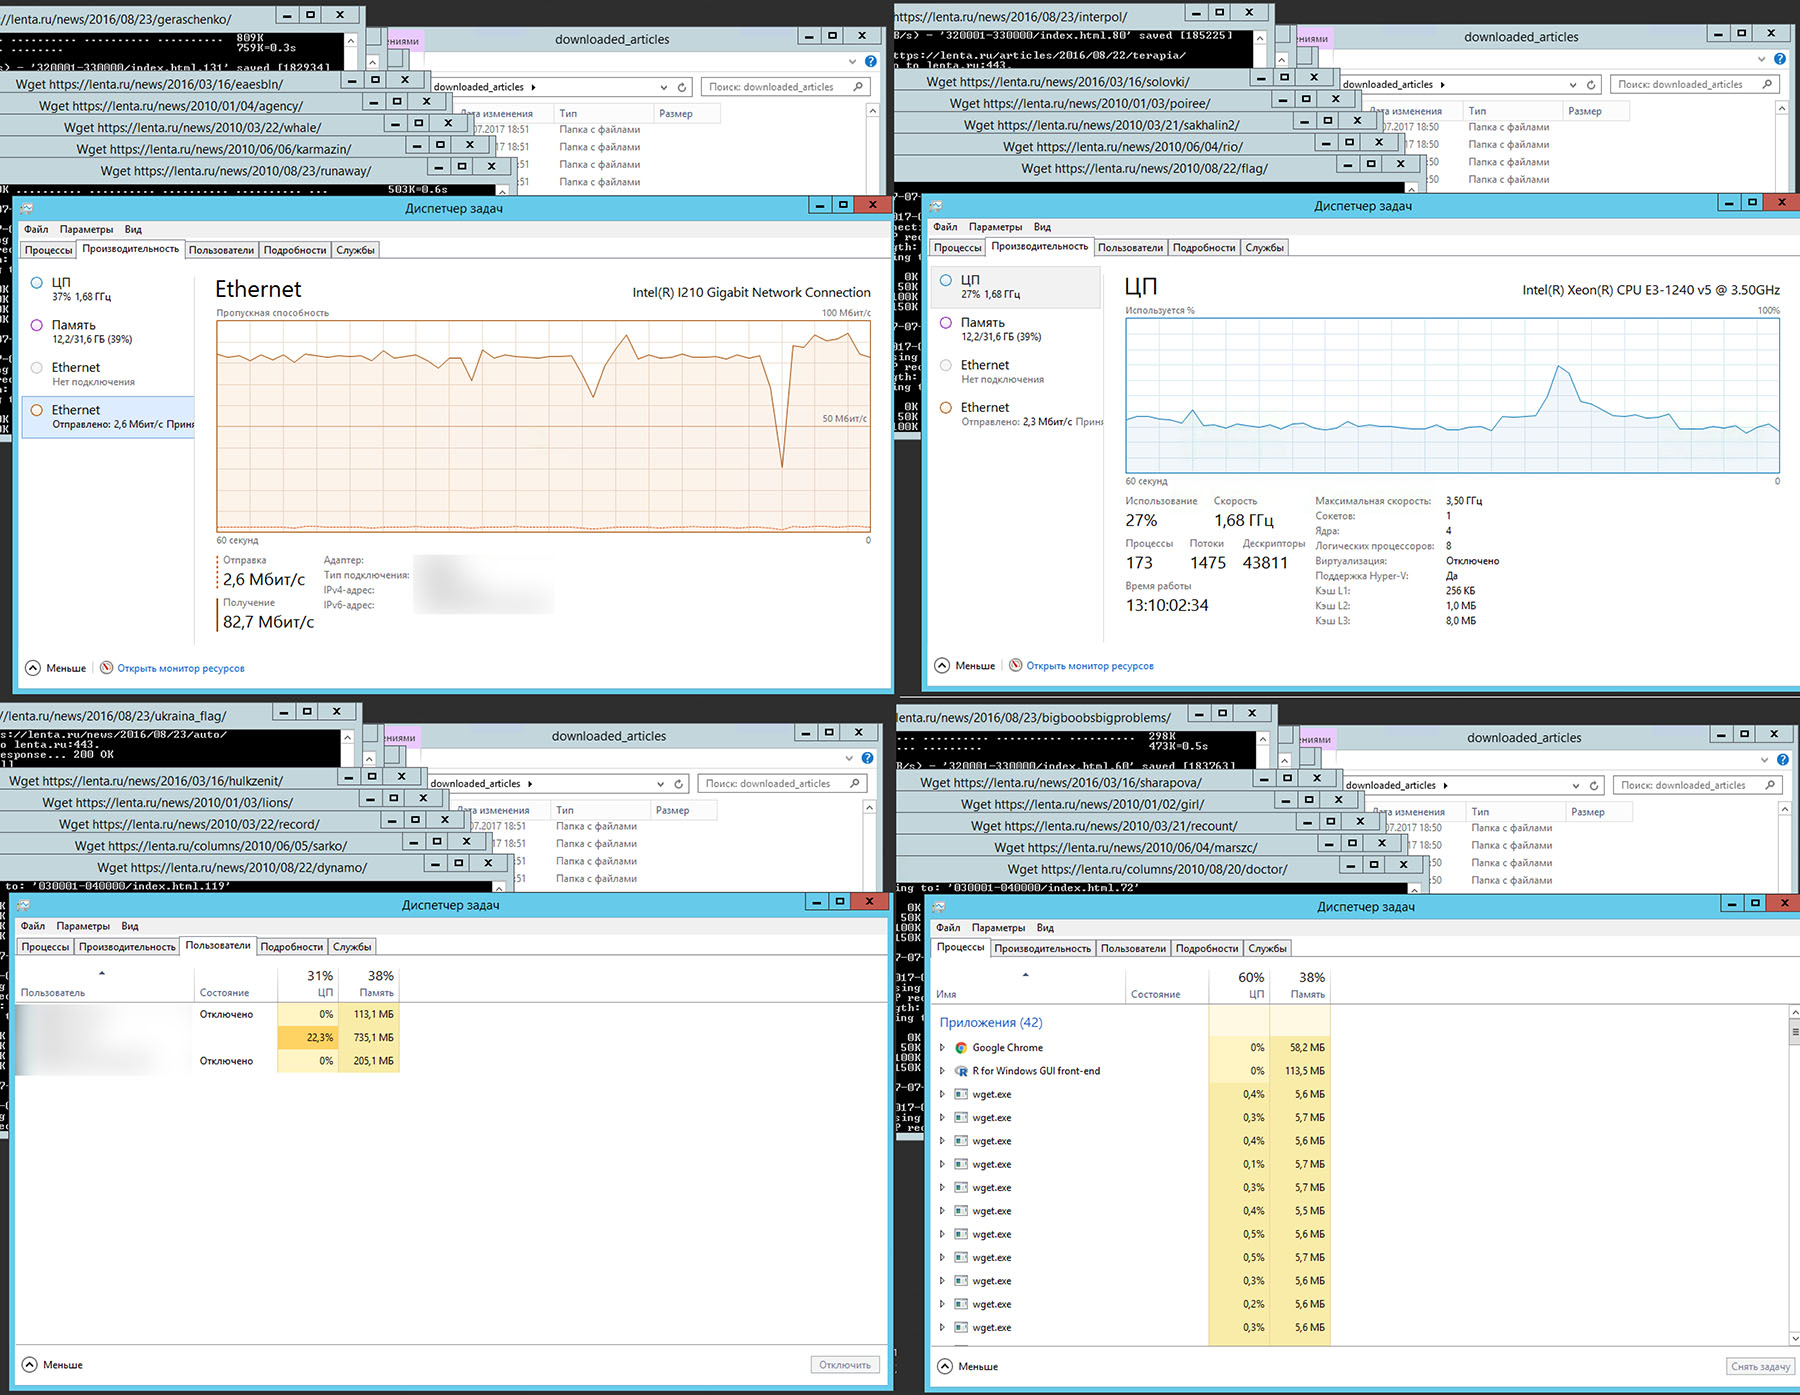 //lenta.ru/news/2016/08/23/geraschenko/
809K
759K=0.3s
s) - '320001-330000/index.html.131' saved [182934]
Wget https://lenta.ru/news/2016/03/16/eaesbln/
Wget https://lenta.ru/news/2010/01/04/agency/
Wget https://lenta.ru/news/2010/03/22/whale/
Wget https://lenta.ru/news/2010/06/06/karmazin/
Wget https://lenta.ru/news/2010/08/23/runaway/
503K=0.6s
ниями
downloaded_articles
downloaded_articles
Поиск: downloaded_articles
Дата изменения Тип Размер
07.2017 18:51 Папка с файлами
17 18:51 Папка с файлами
:51 Папка с файлами
:51 Папка с файлами
Диспетчер задач
Файл Параметры Вид
Процессы Производительность Пользователи Подробности Службы
ЦП
37% 1,68 ГГц
Память
12,2/31,6 ГБ (39%)
Ethernet
Нет подключения
Ethernet
Отправлено: 2,6 Мбит/с Приня
Ethernet
Intel(R) I210 Gigabit Network Connection
Пропускная способность
100 Мбит/с
50 Мбит/с
60 секунд
0
Отправка
2,6 Мбит/с
Получение
82,7 Мбит/с
Адаптер:
Тип подключения:
IPv4-адрес:
IPv6-адрес:
Меньше
Открыть монитор ресурсов
https://lenta.ru/news/2016/08/23/interpol/
B/s) - '320001-330000/index.html.80' saved [185225]
ttps://lenta.ru/articles/2016/08/22/terapia/
o to lenta.ru:443.
Wget https://lenta.ru/news/2016/03/16/solovki/
Wget https://lenta.ru/news/2010/01/03/poiree/
Wget https://lenta.ru/news/2010/03/21/sakhalin2/
Wget https://lenta.ru/news/2010/06/04/rio/
Wget https://lenta.ru/news/2010/08/22/flag/
ниями
downloaded_articles
downloaded_articles
Поиск: downloaded_articles
Дата изменения Тип Размер
07.2017 18:50 Папка с файлами
17 18:50 Папка с файлами
:50 Папка с файлами
:50 Папка с файлами
Диспетчер задач
Файл Параметры Вид
Процессы Производительность Пользователи Подробности Службы
ЦП
27% 1,68 ГГц
Память
12,2/31,6 ГБ (39%)
Ethernet
Нет подключения
Ethernet
Отправлено: 2,3 Мбит/с Приня
ЦП
Intel(R) Xeon(R) CPU E3-1240 v5 @ 3.50GHz
Используется %
100%
60 секунд
0
Использование Скорость
27% 1,68 ГГц
Процессы Потоки Дескрипторы
173 1475 43811
Время работы
13:10:02:34
Максимальная скорость: 3,50 ГГц
Сокетов: 1
Ядра: 4
Логических процессоров: 8
Виртуализация: Отключено
Поддержка Hyper-V: Да
Кэш L1: 256 КБ
Кэш L2: 1,0 МБ
Кэш L3: 8,0 МБ
Меньше
Открыть монитор ресурсов
//lenta.ru/news/2016/08/23/ukraina_flag/
s://lenta.ru/news/2016/08/23/auto/
o lenta.ru:443.
esponse... 200 OK
Wget https://lenta.ru/news/2016/03/16/hulkzenit/
Wget https://lenta.ru/news/2010/01/03/lions/
Wget https://lenta.ru/news/2010/03/22/record/
Wget https://lenta.ru/columns/2010/06/05/sarko/
Wget https://lenta.ru/news/2010/08/22/dynamo/
to: '030001-040000/index.html.119'
ниями
downloaded_articles
downloaded_articles
Поиск: downloaded_articles
Дата изменения Тип Размер
07.2017 18:51 Папка с файлами
17 18:51 Папка с файлами
:51 Папка с файлами
:51 Папка с файлами
Диспетчер задач
Файл Параметры Вид
Процессы Производительность Пользователи Подробности Службы
31% 38%
Пользователь Состояние ЦП Память
Отключено 0% 113,1 МБ
22,3% 735,1 МБ
Отключено 0% 205,1 МБ
Меньше
Отключить
lenta.ru/news/2016/08/23/bigboobsbigproblems/
298K
473K=0.5s
B/s) - '320001-330000/index.html.60' saved [183763]
Wget https://lenta.ru/news/2016/03/16/sharapova/
Wget https://lenta.ru/news/2010/01/02/girl/
Wget https://lenta.ru/news/2010/03/21/recount/
Wget https://lenta.ru/news/2010/06/04/marszc/
Wget https://lenta.ru/columns/2010/08/20/doctor/
ing to: '030001-040000/index.html.72'
ниями
downloaded_articles
downloaded_articles
Поиск: downloaded_articles
Дата изменения Тип Размер
07.2017 18:50 Папка с файлами
17 18:50 Папка с файлами
:50 Папка с файлами
:50 Папка с файлами
Диспетчер задач
Файл Параметры Вид
Процессы Производительность Пользователи Подробности Службы
60% 38%
Имя Состояние ЦП Память
Приложения (42)
Google Chrome 0% 58,2 МБ
R for Windows GUI front-end 0% 113,5 МБ
wget.exe 0,4% 5,6 МБ
wget.exe 0,3% 5,7 МБ
wget.exe 0,4% 5,6 МБ
wget.exe 0,1% 5,7 МБ
wget.exe 0,3% 5,7 МБ
wget.exe 0,4% 5,5 МБ
wget.exe 0,5% 5,6 МБ
wget.exe 0,5% 5,7 МБ
wget.exe 0,3% 5,6 МБ
wget.exe 0,2% 5,6 МБ
wget.exe 0,3% 5,6 МБ
Меньше
Снять задачу